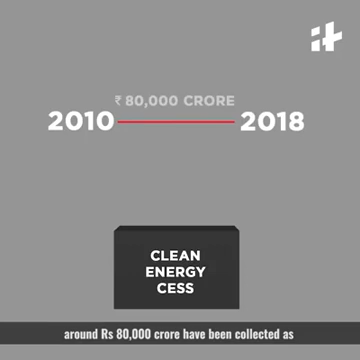 ₹ 80,000 CRORE
2010 2018
CLEAN
ENERGY
CESS
around Rs 80,000 crore have been collected as